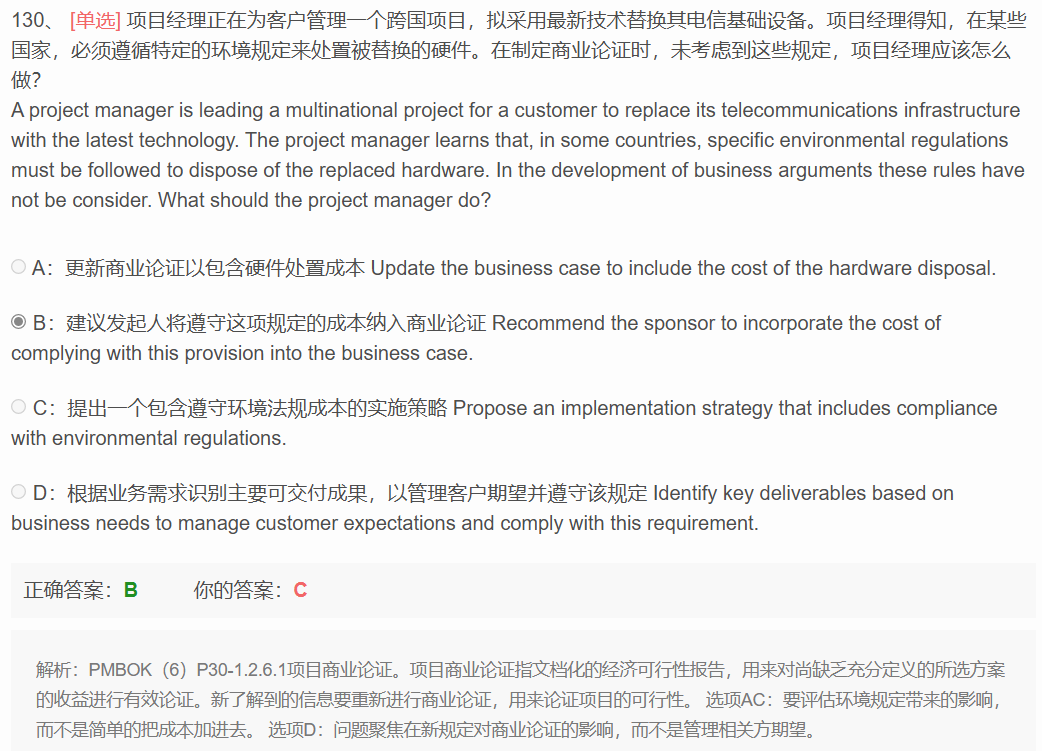 130、 [单选] 项目经理正在为客户管理一个跨国项目，拟采用最新技术替换其电信基础设备。项目经理得知，在某些
国家，必须遵循特定的环境规定来处置被替换的硬件。在制定商业论证时，未考虑到这些规定，项目经理应该怎么
做?
A project manager is leading a multinational project for a customer to replace its telecommunications infrastructure
with the latest technology. The project manager learns that, in some countries, specific environmental regulations
must be followed to dispose of the replaced hardware. In the development of business arguments these rules have
not be consider. What should the project manager do?
A：更新商业论证以包含硬件处置成本 Update the business case to include the cost of the hardware disposal.
B：建议发起人将遵守这项规定的成本纳入商业论证 Recommend the sponsor to incorporate the cost of
complying with this provision into the business case.
C：提出一个包含遵守环境法规成本的实施策略 Propose an implementation strategy that includes compliance
with environmental regulations.
D：根据业务需求识别主要可交付成果，以管理客户期望并遵守该规定 Identify key deliverables based on
business needs to manage customer expectations and comply with this requirement.
正确答案：B 你的答案：C
解析：PMBOK（6）P30-1.2.6.1项目商业论证。项目商业论证指文档化的经济可行性报告，用来对尚缺乏充分定义的所选方案
的收益进行有效论证。新了解到的信息要重新进行商业论证，用来论证项目的可行性。 选项AC：要评估环境规定带来的影响，
而不是简单的把成本加进去。 选项D：问题聚焦在新规定对商业论证的影响，而不是管理相关方期望。